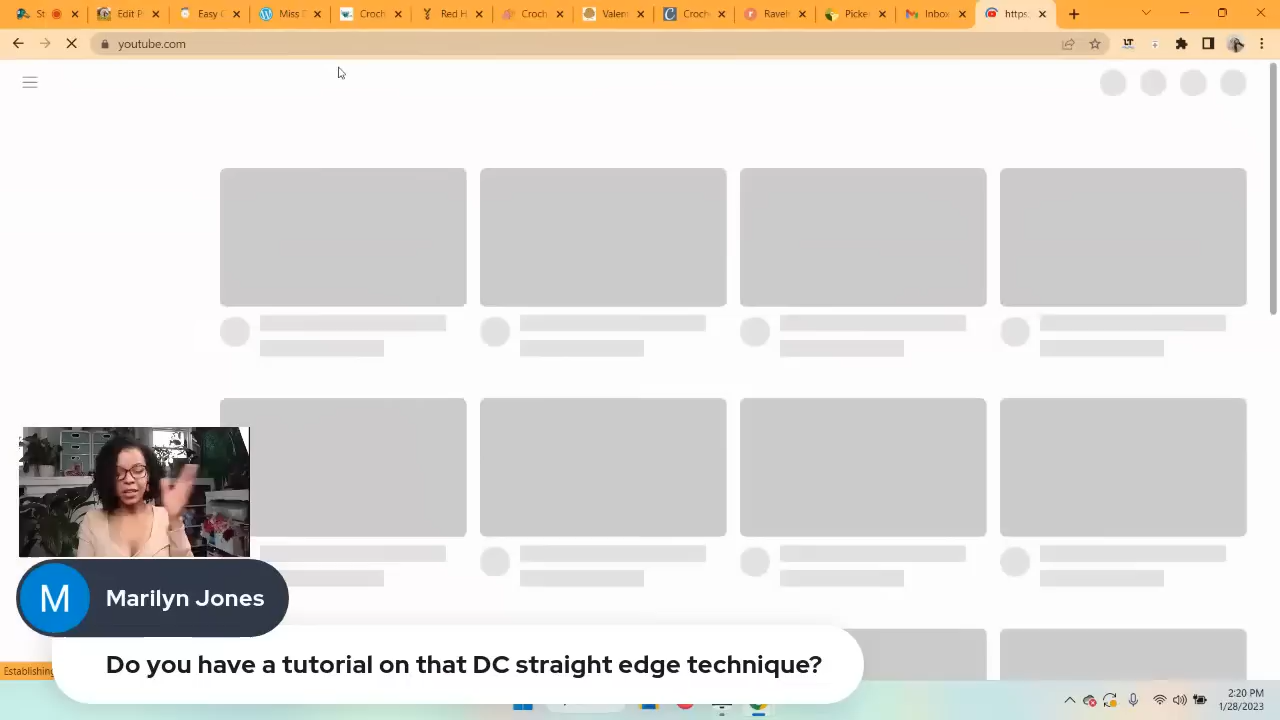 St
Edit P
Easy C
Miss D
Croch
Red H
Croch
Valen
Croch
Ravel
Picke
Inbox
https:
youtube.com
M
Marilyn Jones
Do you have a tutorial on that DC straight edge technique?
Establishing
2:20 PM
1/28/2023